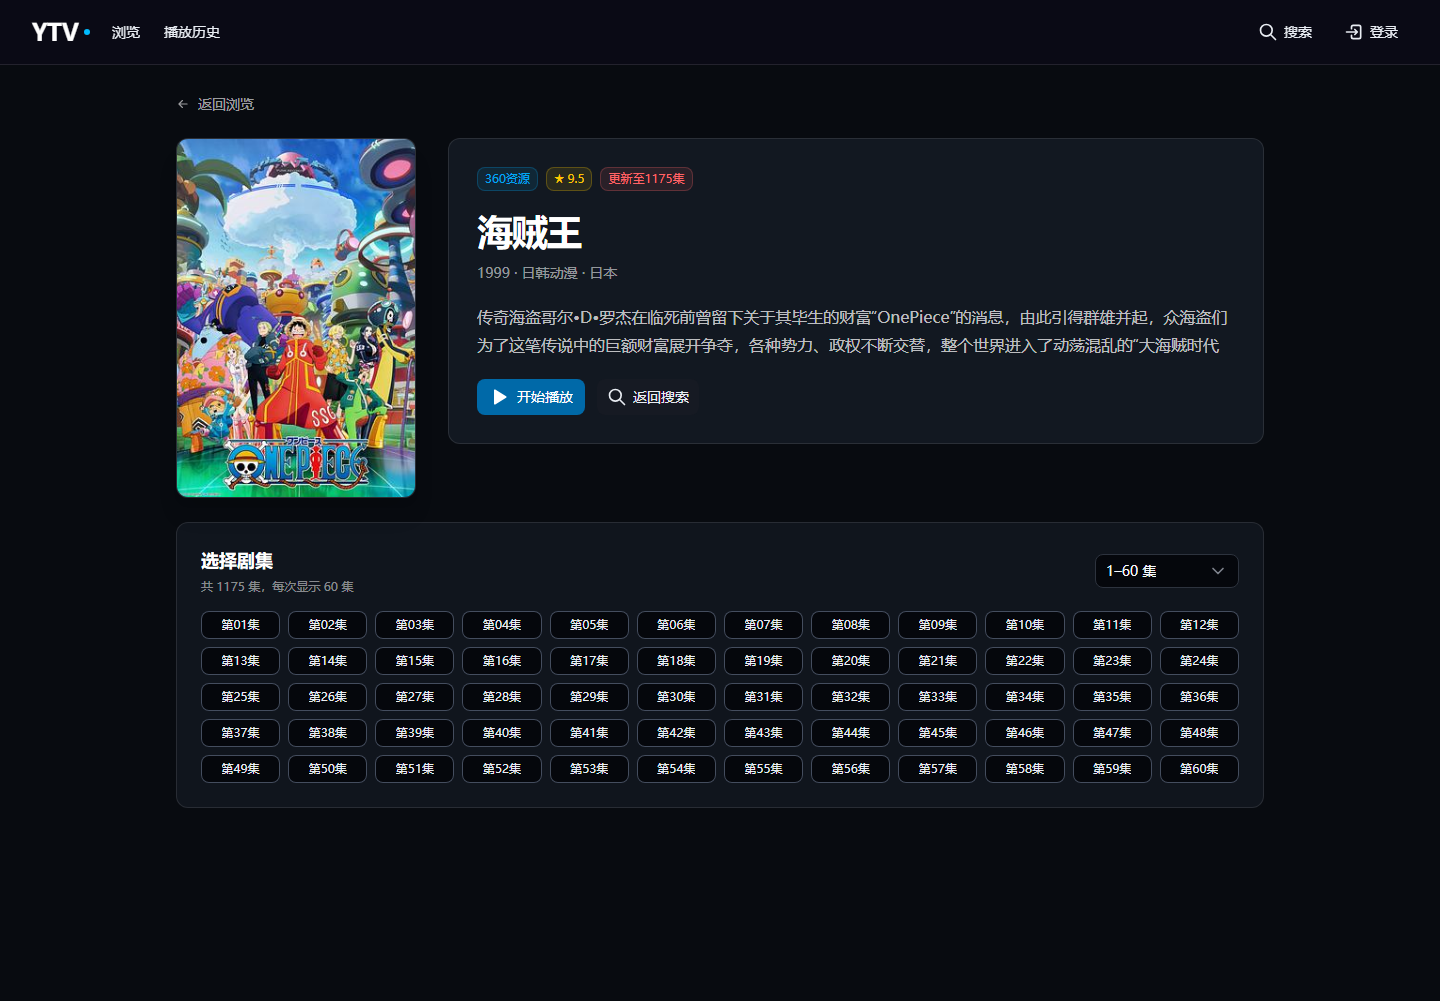 YTV 浏览 播放历史 搜索 登录
← 返回浏览
360资源 ★ 9.5 更新至1175集
海贼王
1999 · 日韩动漫 · 日本
传奇海盗哥尔•D•罗杰在临死前曾留下关于其毕生的财富“OnePiece”的消息，由此引得群雄并起，众海盗们
为了这笔传说中的巨额财富展开争夺，各种势力、政权不断交替，整个世界进入了动荡混乱的“大海贼时代
开始播放 返回搜索
SSG
ワンピース
ONE PIECE
选择剧集
共 1175 集，每次显示 60 集
1–60 集
第01集 第02集 第03集 第04集 第05集 第06集 第07集 第08集 第09集 第10集 第11集 第12集
第13集 第14集 第15集 第16集 第17集 第18集 第19集 第20集 第21集 第22集 第23集 第24集
第25集 第26集 第27集 第28集 第29集 第30集 第31集 第32集 第33集 第34集 第35集 第36集
第37集 第38集 第39集 第40集 第41集 第42集 第43集 第44集 第45集 第46集 第47集 第48集
第49集 第50集 第51集 第52集 第53集 第54集 第55集 第56集 第57集 第58集 第59集 第60集